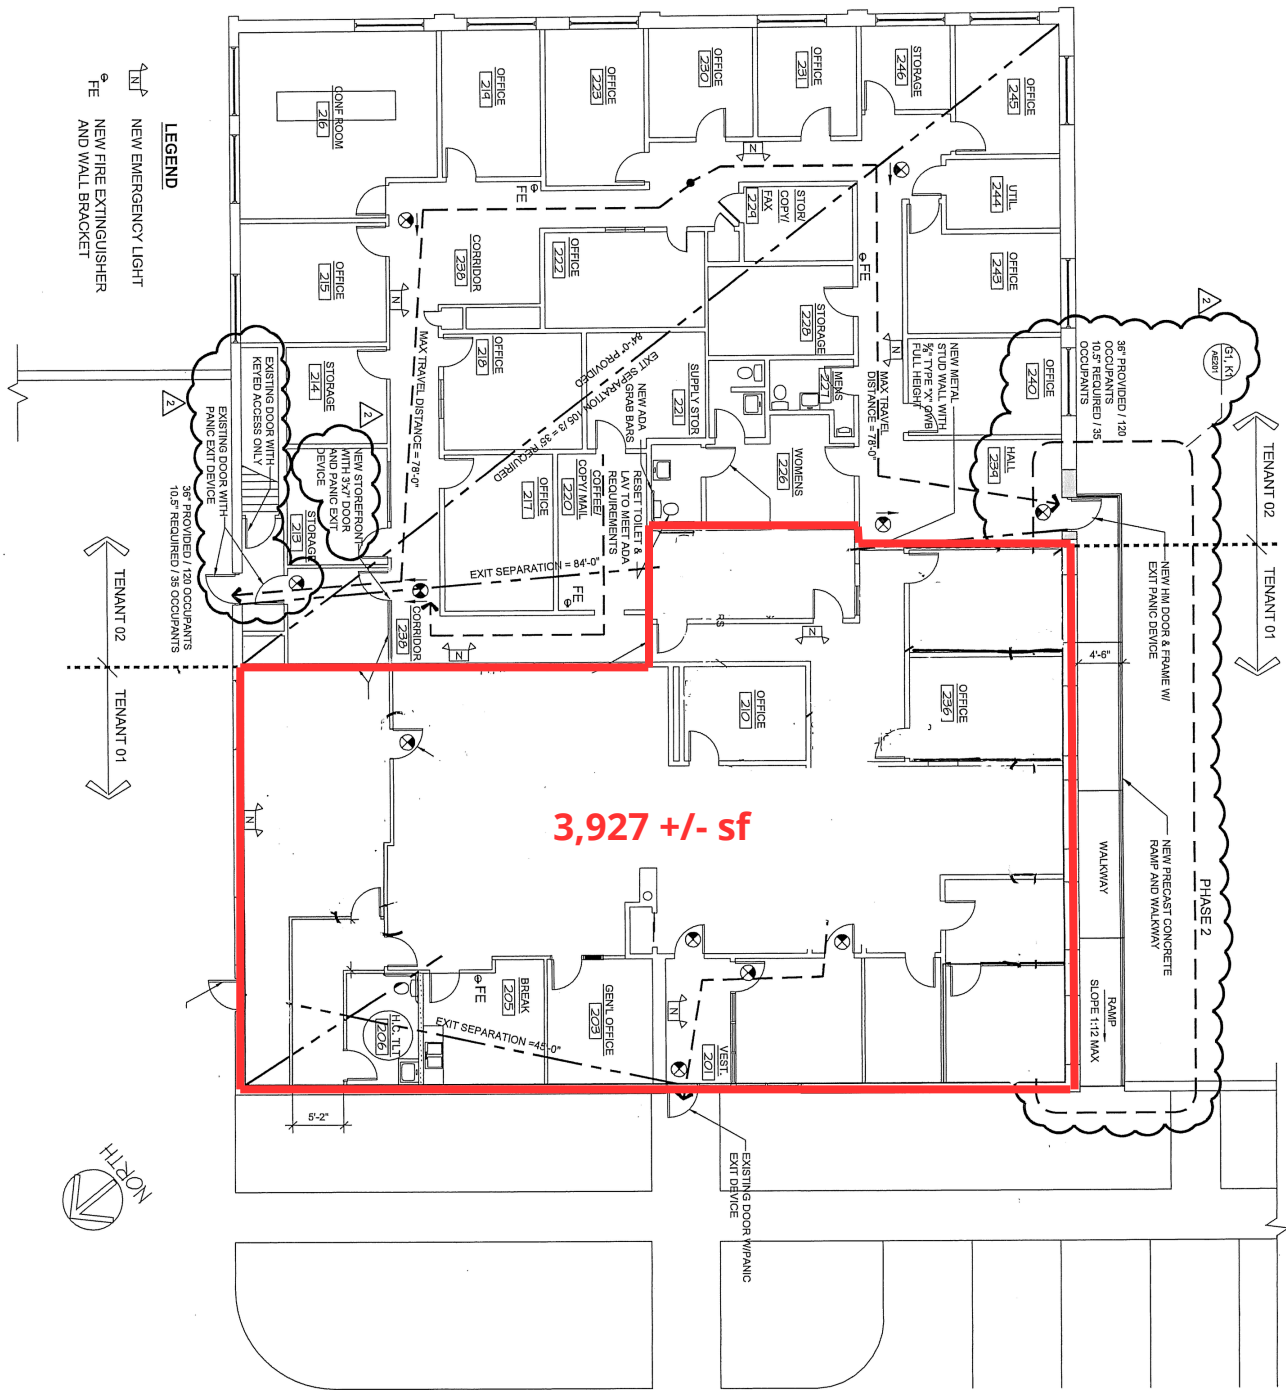 LEGEND
N NEW EMERGENCY LIGHT
FE NEW FIRE EXTINGUISHER
AND WALL BRACKET
CONF ROOM
216
OFFICE
219
OFFICE
223
OFFICE
230
OFFICE
231
STORAGE
246
OFFICE
245
UTIL.
244
OFFICE
243
OFFICE
240
HALL
239
STOR/
COPY/
FAX
229
STORAGE
228
MENS
227
WOMENS
226
SUPPLY STOR
221
OFFICE
222
CORRIDOR
238
OFFICE
215
OFFICE
218
STORAGE
214
STORAGE
213
OFFICE
217
COFFEE/
COPY/MAIL
220
CORRIDOR
238
FE
FE
FE
FE
N
N
N
N
N
N
N
MAX TRAVEL DISTANCE = 78'-0"
MAX TRAVEL
DISTANCE = 78'-0"
EXIT SEPARATION 105 /3 = 35' REQUIRED
84'-0" PROVIDED
EXIT SEPARATION = 84'-0"
NEW ADA
GRAB BARS
RESET TOILET &
LAV TO MEET ADA
REQUIREMENTS
NEW METAL
STUD WALL WITH
⅝" TYPE "X" GWB
FULL HEIGHT
2
2
2
G1, K1
AE201
36" PROVIDED / 120
OCCUPANTS
10.5" REQUIRED / 35
OCCUPANTS
EXISTING DOOR WITH
KEYED ACCESS ONLY
EXISTING DOOR WITH
PANIC EXIT DEVICE
NEW STOREFRONT
WITH 3'x7' DOOR
AND PANIC EXIT
DEVICE
36" PROVIDED / 120 OCCUPANTS
10.5" REQUIRED / 35 OCCUPANTS
TENANT 02
TENANT 01
TENANT 02
TENANT 01
NEW HM DOOR & FRAME W/
EXIT PANIC DEVICE
4'-6"
NEW PRECAST CONCRETE
RAMP AND WALKWAY
WALKWAY
PHASE 2
RAMP
SLOPE 1:12 MAX
OFFICE
236
OFFICE
210
3,927 +/- sf
BREAK
205
GEN'L OFFICE
203
H.C. TLT
206
VEST.
201
EXIT SEPARATION =45'-0"
5'-2"
EXISTING DOOR W/PANIC
EXIT DEVICE
NORTH